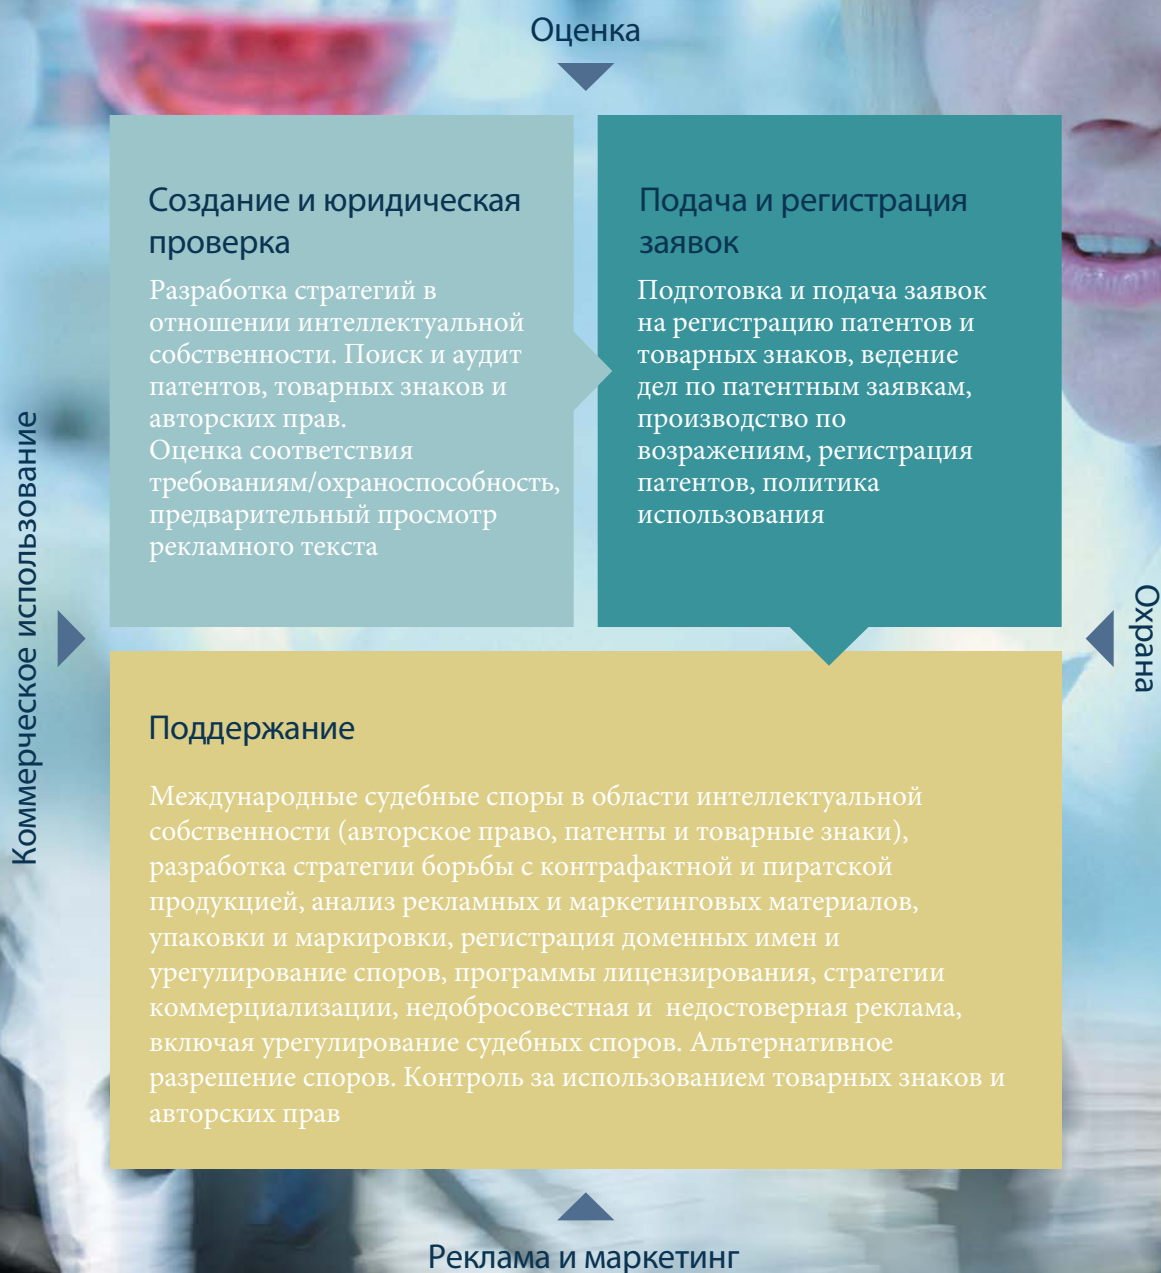 Оценка
Создание и юридическая
проверка
Разработка стратегий в
отношении интеллектуальной
собственности. Поиск и аудит
патентов, товарных знаков и
авторских прав.
Оценка соответствия
требованиям/охраноспособность,
предварительный просмотр
рекламного текста
Подача и регистрация
заявок
Подготовка и подача заявок
на регистрацию патентов и
товарных знаков, ведение
дел по патентным заявкам,
производство по
возражениям, регистрация
патентов, политика
использования
Коммерческое использование
Охрана
Поддержание
Международные судебные споры в области интеллектуальной
собственности (авторское право, патенты и товарные знаки),
разработка стратегии борьбы с контрафактной и пиратской
продукцией, анализ рекламных и маркетинговых материалов,
упаковки и маркировки, регистрация доменных имен и
урегулирование споров, программы лицензирования, стратегии
коммерциализации, недобросовестная и  недостоверная реклама,
включая урегулирование судебных споров. Альтернативное
разрешение споров. Контроль за использованием товарных знаков и
авторских прав
Реклама и маркетинг